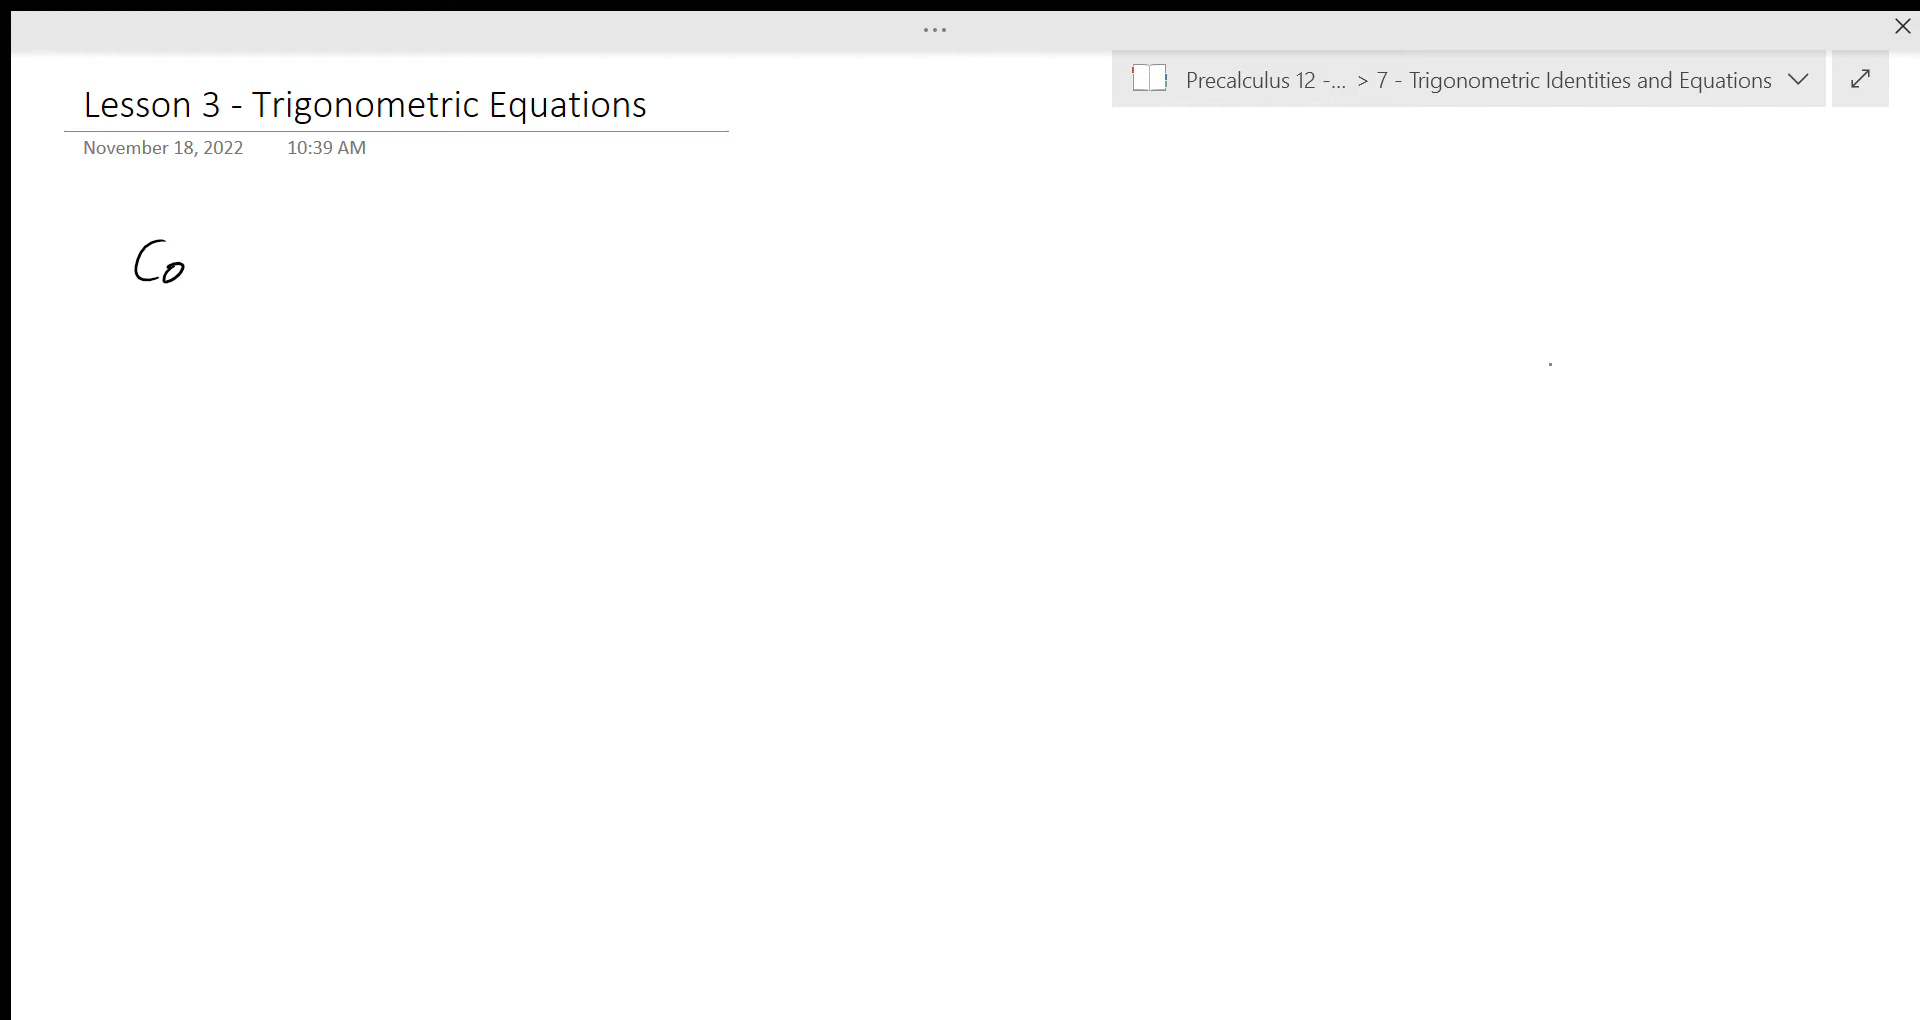 Precalculus 12 -... > 7 - Trigonometric Identities and Equations
Lesson 3 - Trigonometric Equations
November 18, 2022 10:39 AM
Co